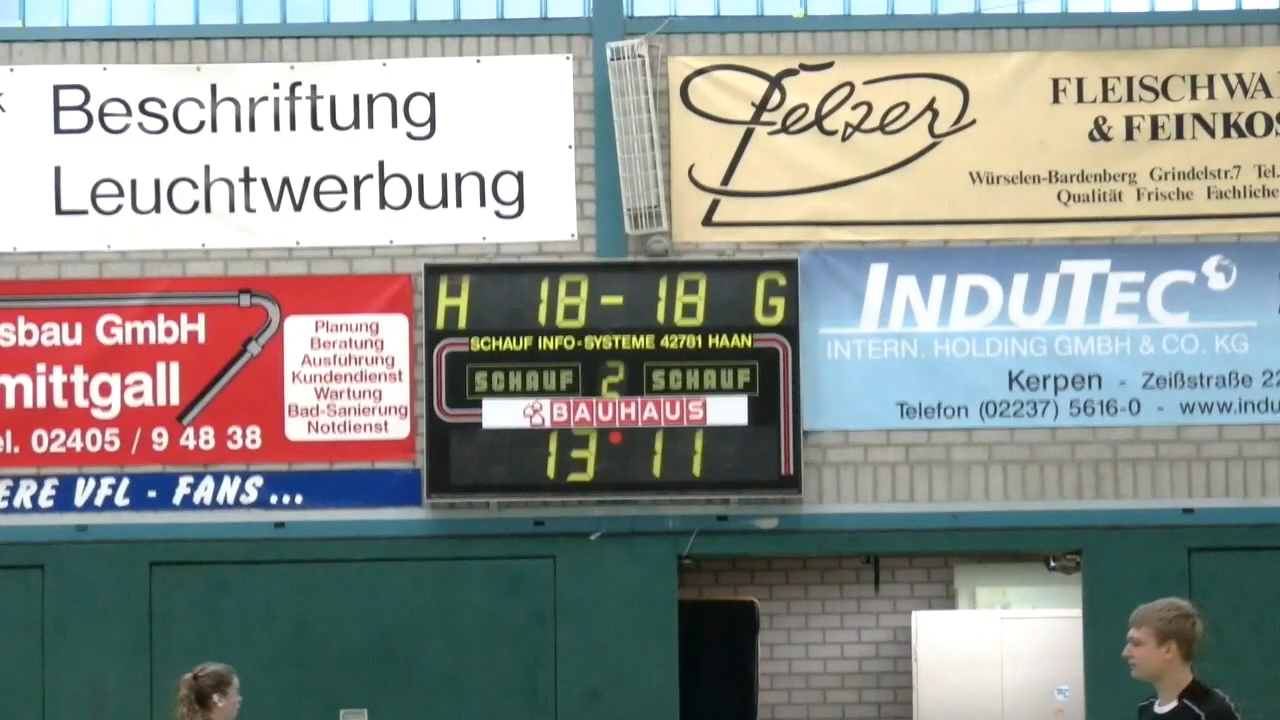 Beschriftung
Leuchtwerbung
Pelzer
FLEISCHWA
& FEINKOS
Würselen-Bardenberg Grindelstr.7 Tel.
Qualität Frische Fachliche
sbau GmbH
mittgall
el. 02405 / 9 48 38
Planung
Beratung
Ausführung
Kundendienst
Wartung
Bad-Sanierung
Notdienst
ERE VFL - FANS...
H 18 - 18 G
SCHAUF INFO-SYSTEME 42781 HAAN
SCHAUF 2 SCHAUF
BAUHAUS
13 11
INDUTEC
INTERN. HOLDING GMBH & CO. KG
Kerpen - Zeißstraße 22
Telefon (02237) 5616-0 - www.indu